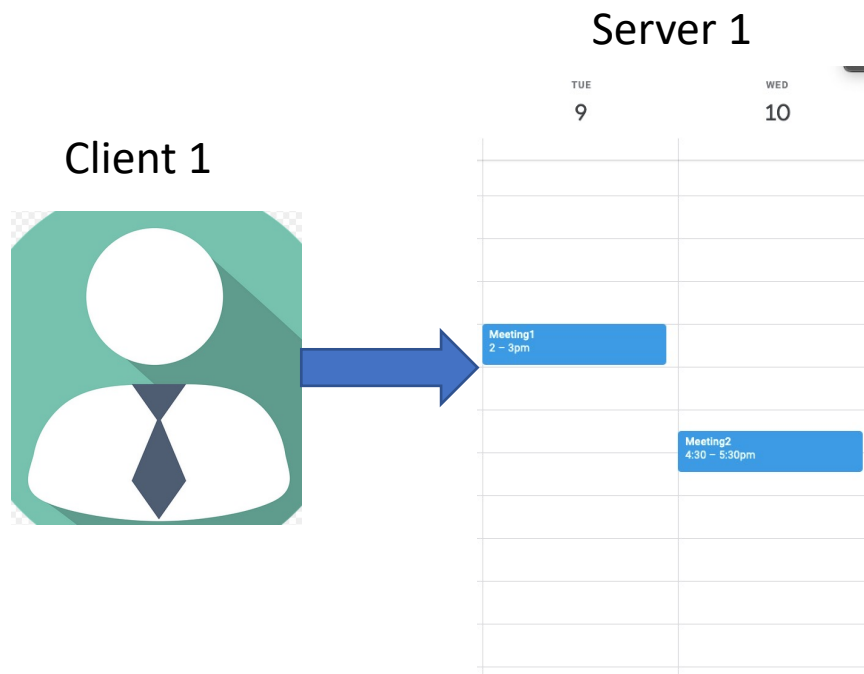 Server 1
TUE
WED
9
10
Client 1
Meeting1
2 – 3pm
Meeting2
4:30 – 5:30pm